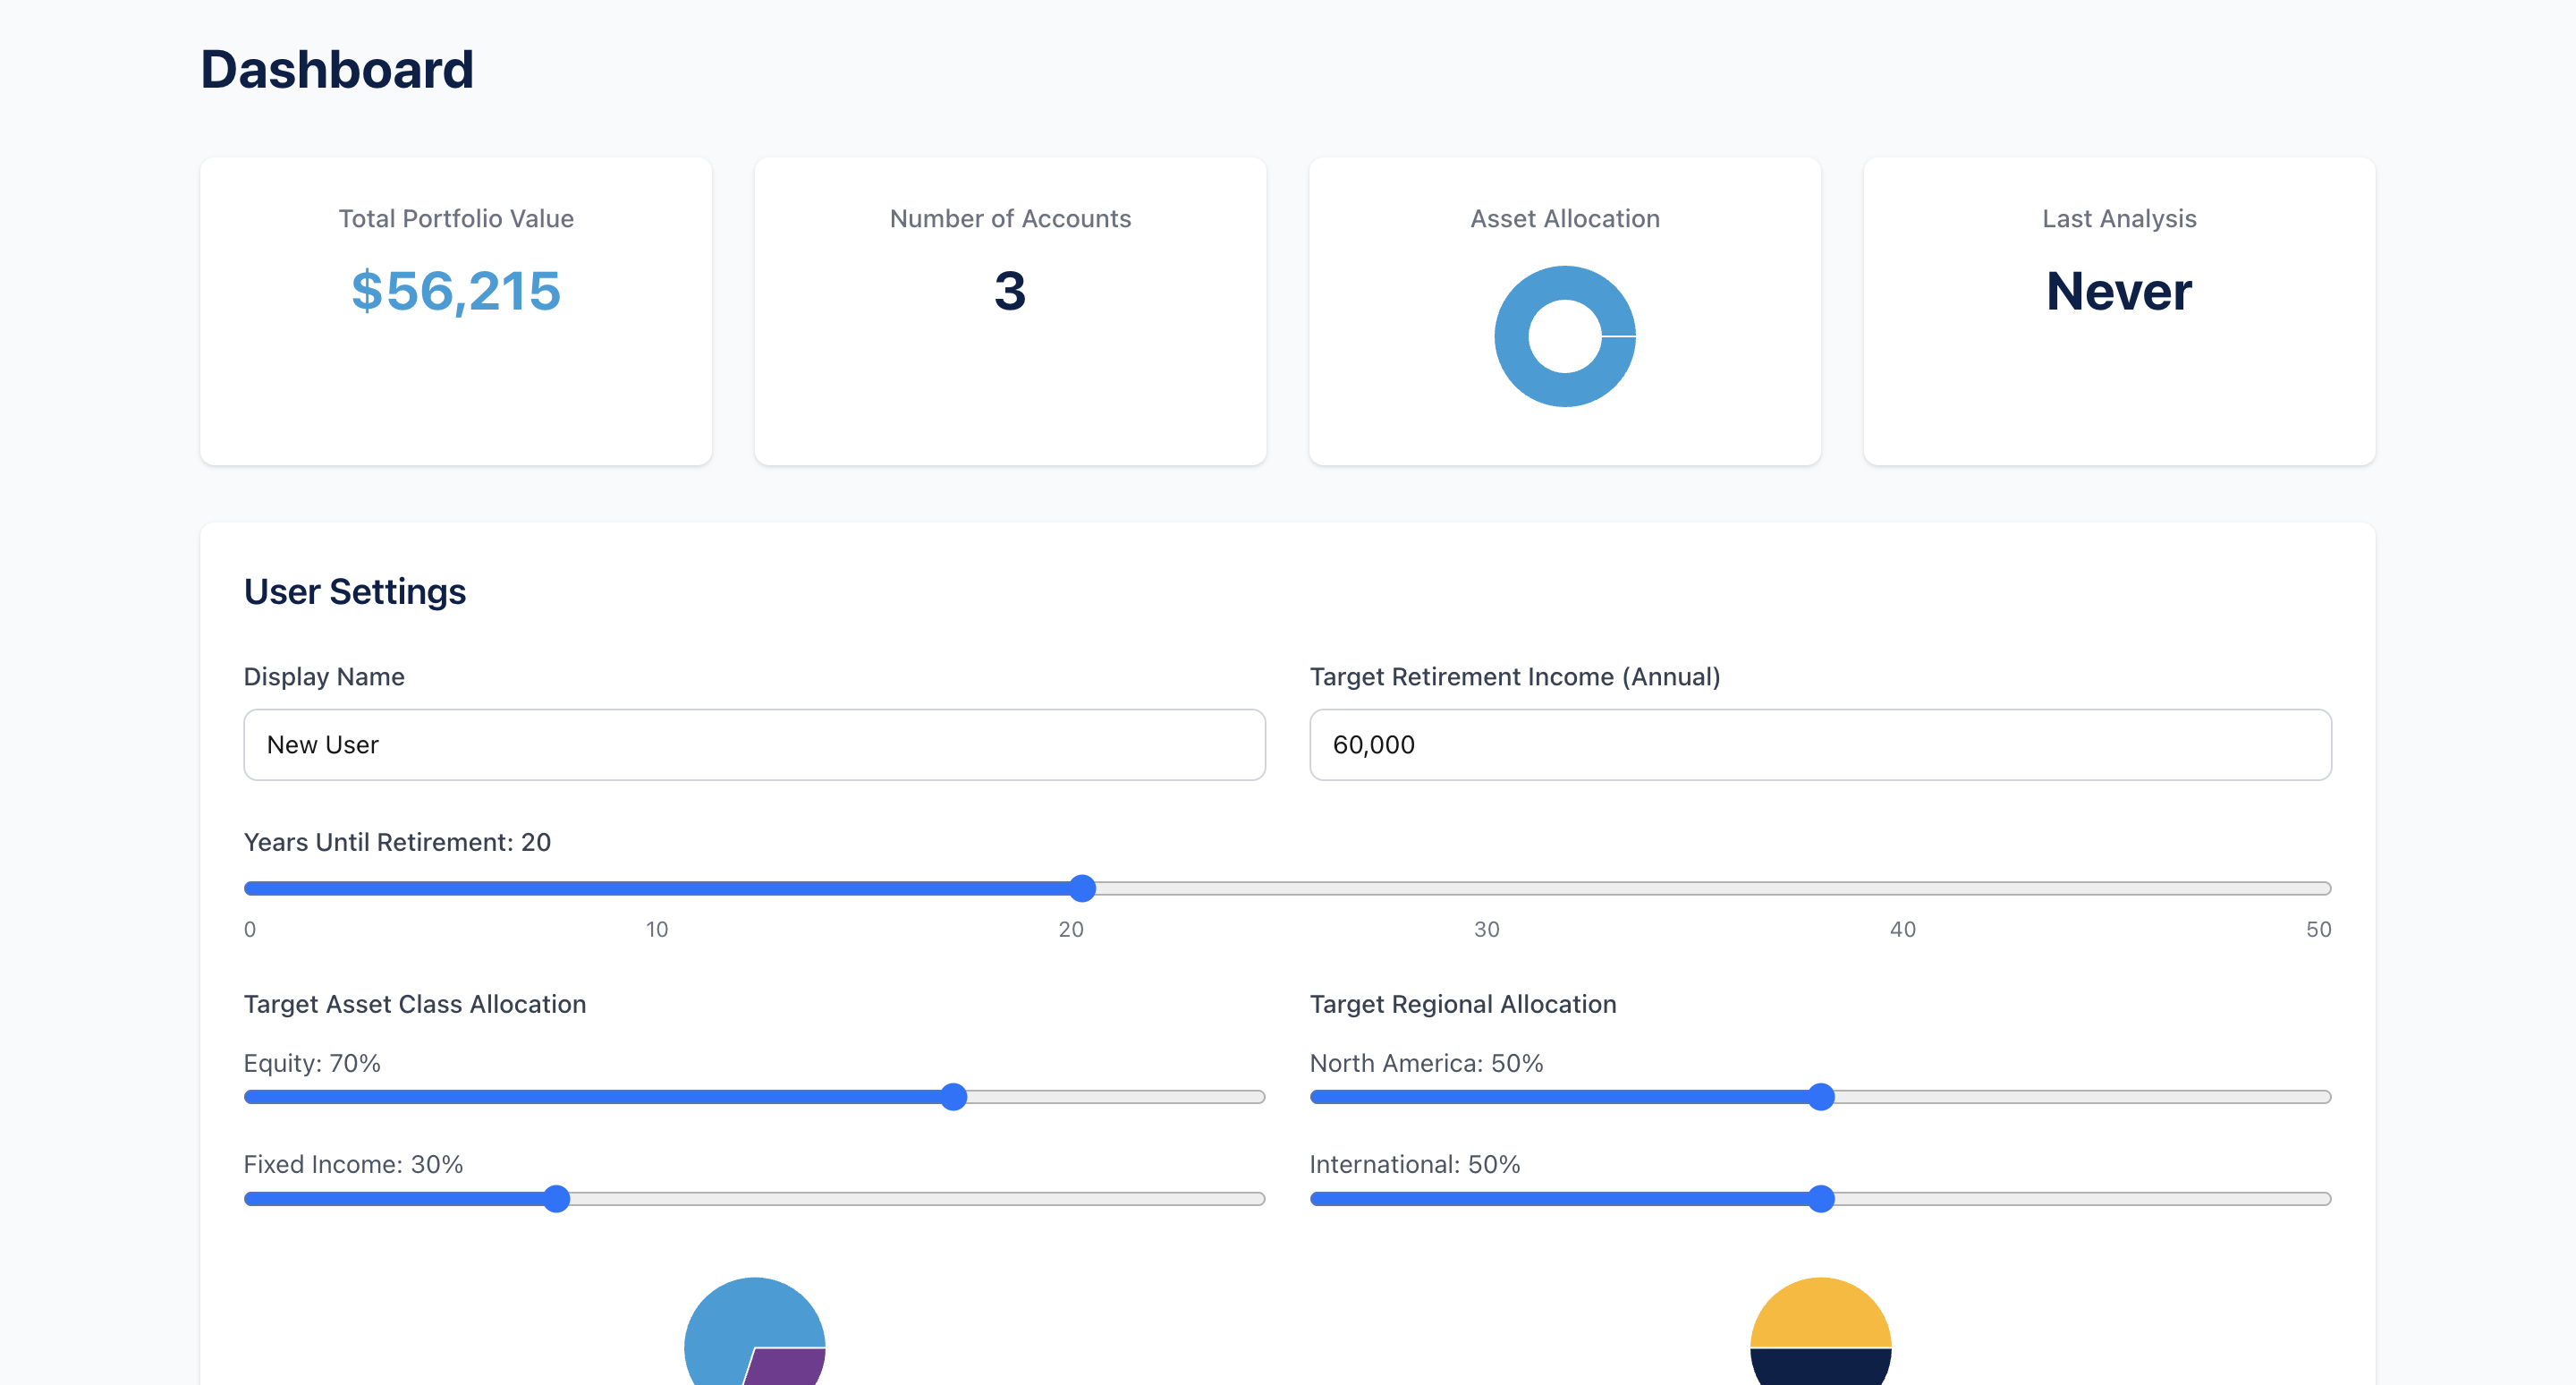 Dashboard
Total Portfolio Value
$56,215
Number of Accounts
3
Asset Allocation
Last Analysis
Never
User Settings
Display Name
New User
Target Retirement Income (Annual)
60,000
Years Until Retirement: 20
0 10 20 30 40 50
Target Asset Class Allocation
Equity: 70%
Fixed Income: 30%
Target Regional Allocation
North America: 50%
International: 50%